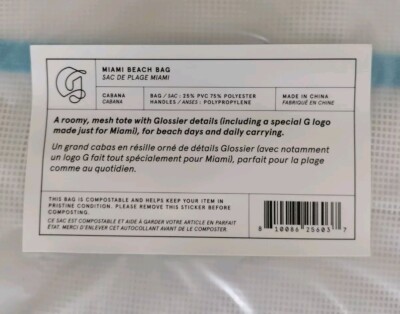 MIAMI BEACH BAG
SAC DE PLAGE MIAMI
CABANA
CABANA
BAG / SAC : 25% PVC 75% POLYESTER
HANDLES / ANSES : POLYPROPYLENE
MADE IN CHINA
FABRIQUÉ EN CHINE
A roomy, mesh tote with Glossier details (including a special G logo
made just for Miami), for beach days and daily carrying.
Un grand cabas en résille orné de détails Glossier (avec notamment
un logo G fait tout spécialement pour Miami), parfait pour la plage
comme au quotidien.
THIS BAG IS COMPOSTABLE AND HELPS KEEP YOUR ITEM IN
PRISTINE CONDITION. PLEASE REMOVE THIS STICKER BEFORE
COMPOSTING.
CE SAC EST COMPOSTABLE ET AIDE À GARDER VOTRE ARTICLE EN PARFAIT
ÉTAT. MERCI D'ENLEVER CET AUTOCOLLANT AVANT DE LE COMPOSTER.
8 10086 25603 7